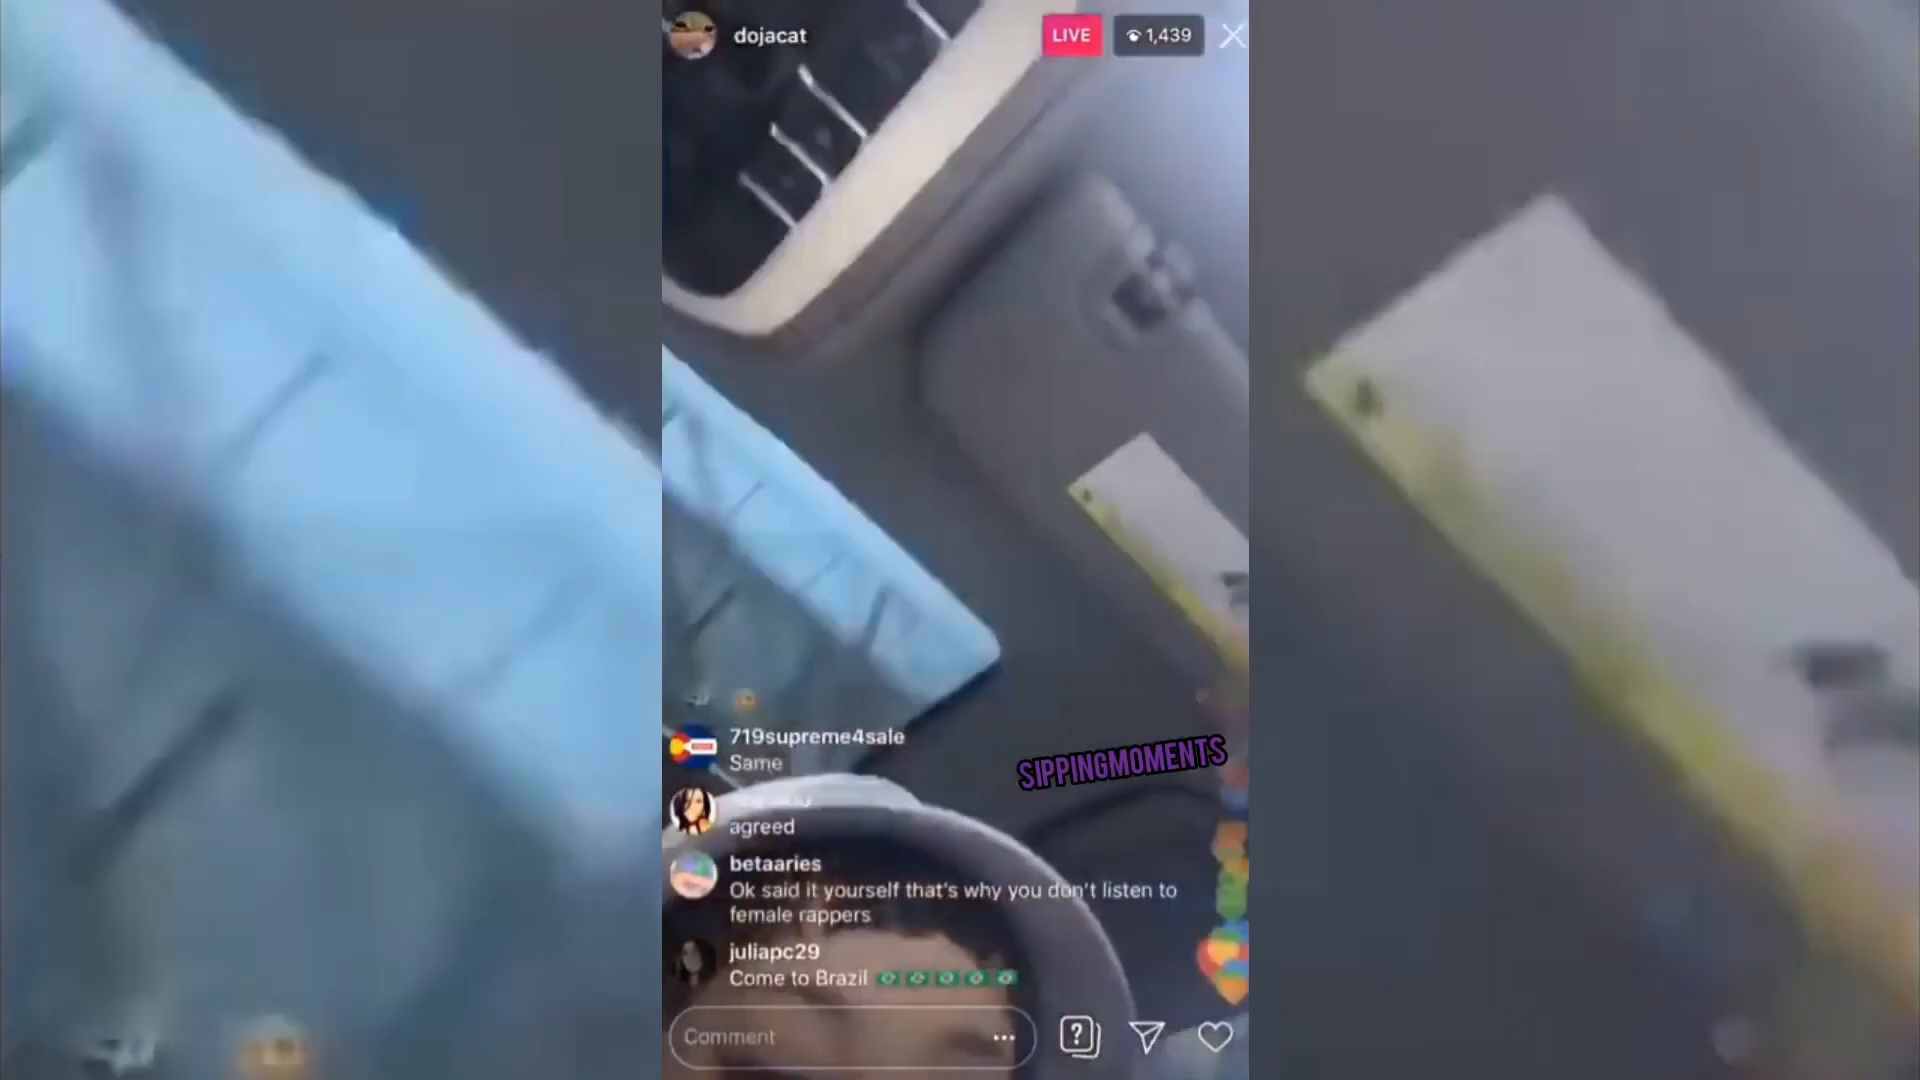 dojacat
LIVE
1,439
719supreme4sale
Same
SIPPINGMOMENTS
agreed
betaaries
Ok said it yourself that's why you don't listen to
female rappers
juliapc29
Come to Brazil 🇧🇷🇧🇷🇧🇷🇧🇷🇧🇷
Comment